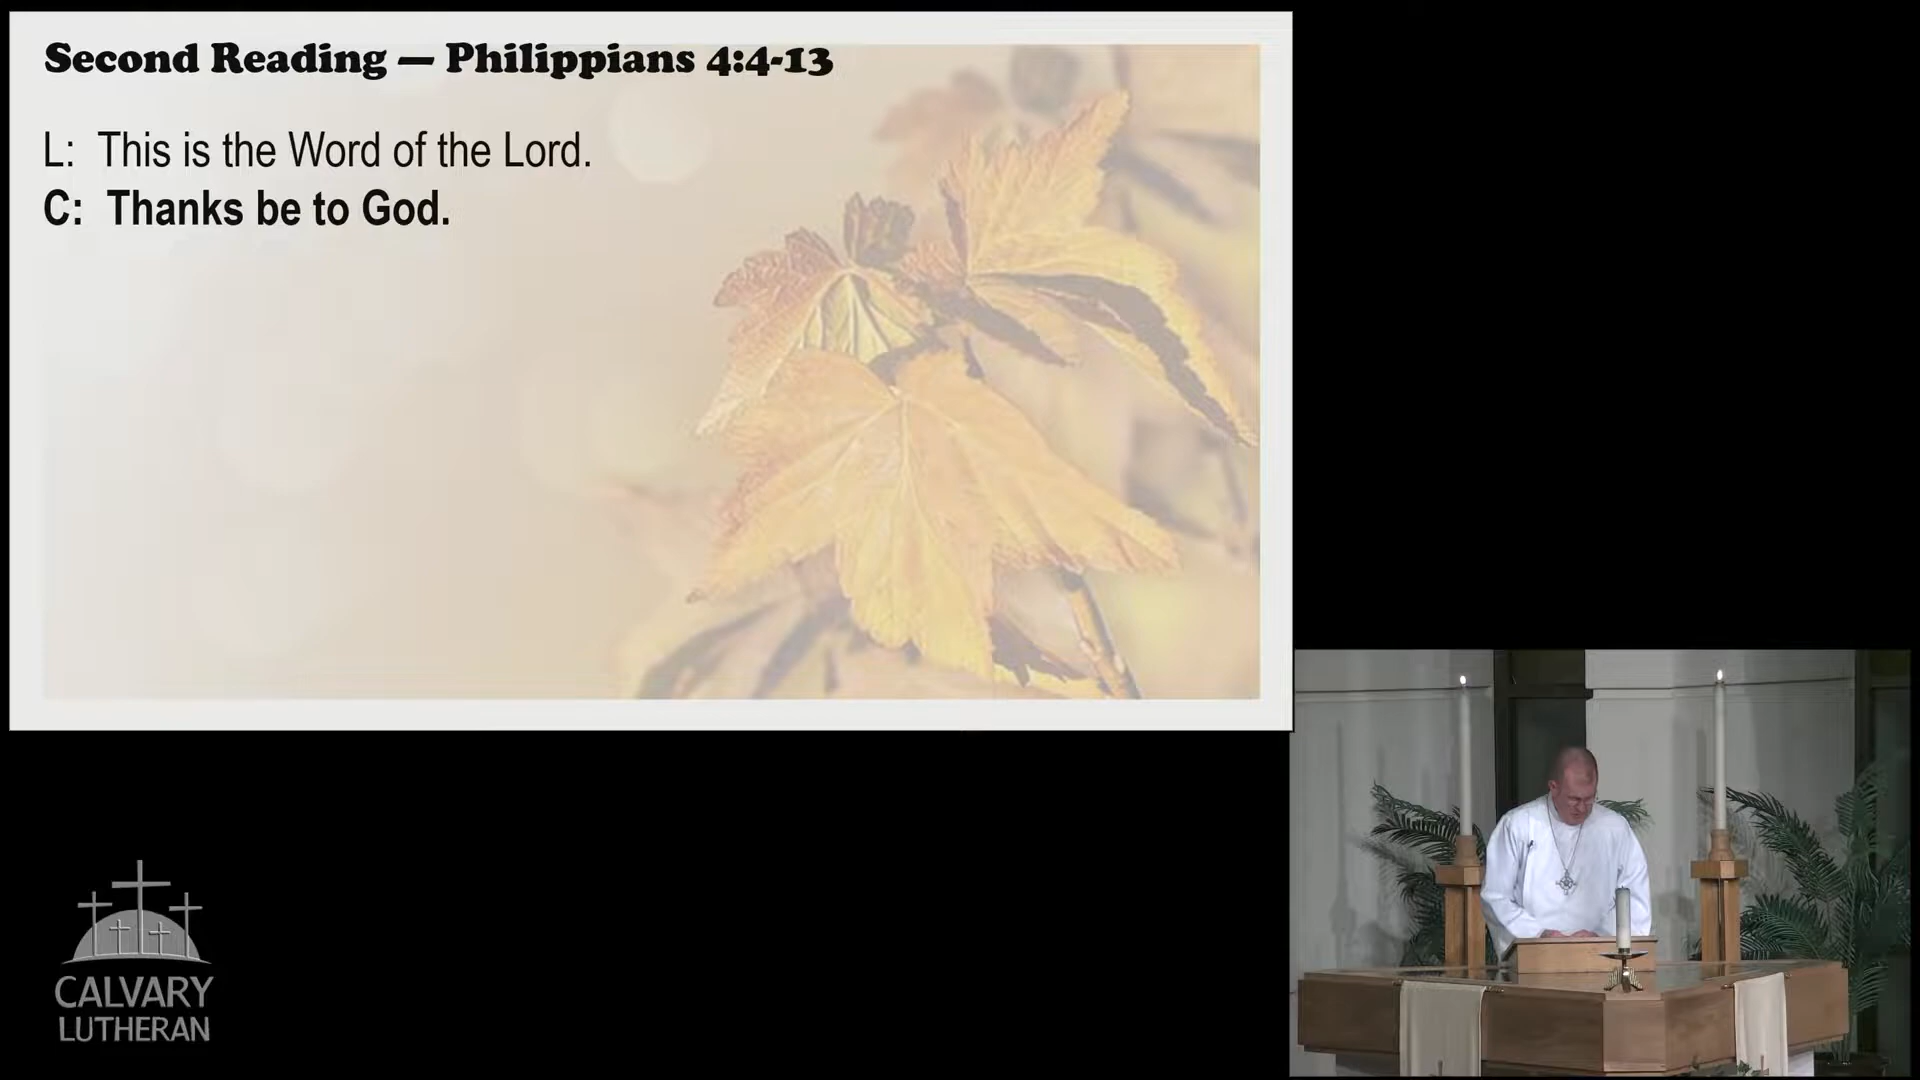 Second Reading — Philippians 4:4-13
L: This is the Word of the Lord.
C: Thanks be to God.
CALVARY
LUTHERAN